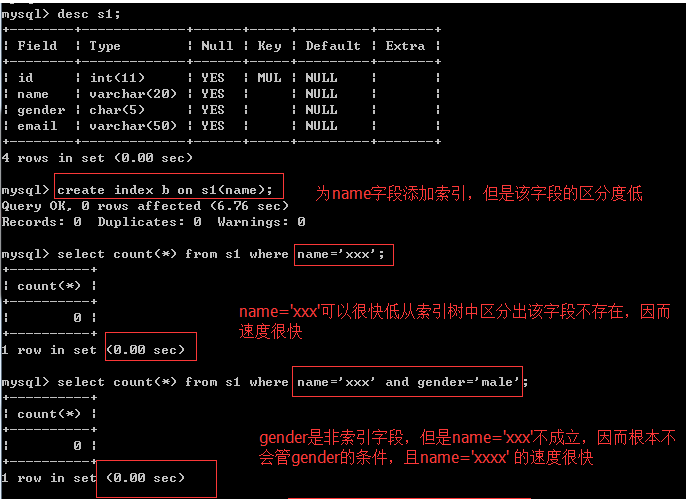 mysql> desc s1;
+--------+-------------+------+-----+---------+-------+
| Field  | Type        | Null | Key | Default | Extra |
+--------+-------------+------+-----+---------+-------+
| id     | int(11)     | YES  | MUL | NULL    |       |
| name   | varchar(20) | YES  |     | NULL    |       |
| gender | char(5)     | YES  |     | NULL    |       |
| email  | varchar(50) | YES  |     | NULL    |       |
+--------+-------------+------+-----+---------+-------+
4 rows in set (0.00 sec)
mysql> create index b on s1(name);
为name字段添加索引，但是该字段的区分度低
Query OK, 0 rows affected (6.76 sec)
Records: 0  Duplicates: 0  Warnings: 0
mysql> select count(*) from s1 where name='xxx';
+----------+
| count(*) |
+----------+
|        0 |
+----------+
name='xxx'可以很快低从索引树中区分出该字段不存在，因而
速度很快
1 row in set (0.00 sec)
mysql> select count(*) from s1 where name='xxx' and gender='male';
+----------+
| count(*) |
+----------+
|        0 |
+----------+
gender是非索引字段，但是name='xxx'不成立，因而根本不
会管gender的条件，且name='xxxx' 的速度很快
1 row in set (0.00 sec)